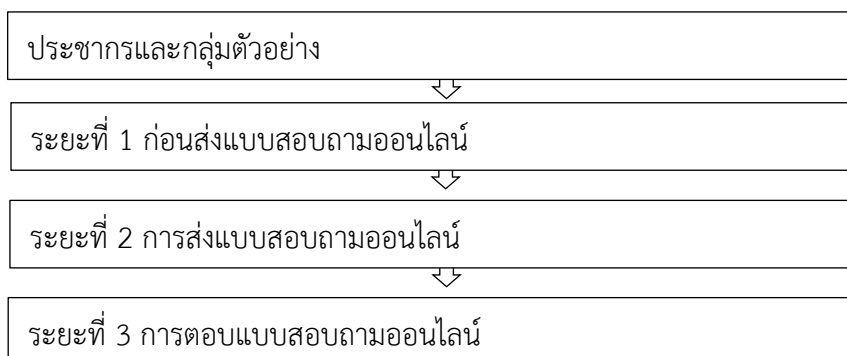 ประชากรและกลุ่มตัวอย่าง
ระยะที่ 1 ก่อนส่งแบบสอบถามออนไลน์
ระยะที่ 2 การส่งแบบสอบถามออนไลน์
ระยะที่ 3 การตอบแบบสอบถามออนไลน์